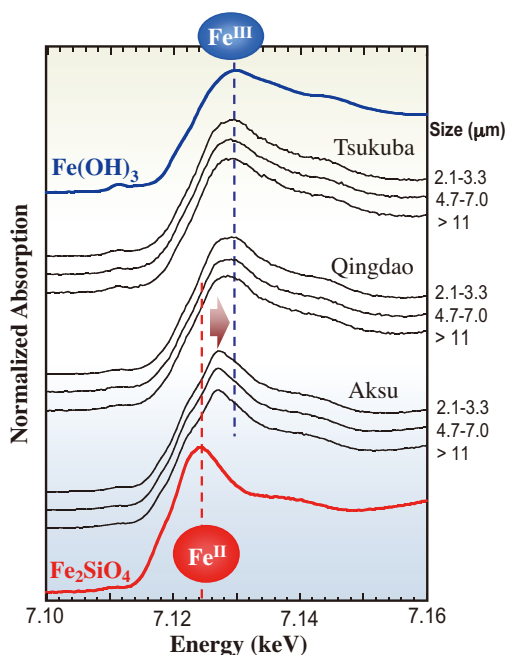 Fe^III
Size (μm)
Fe(OH)₃
Tsukuba
2.1-3.3
4.7-7.0
> 11
Qingdao
2.1-3.3
4.7-7.0
> 11
Aksu
2.1-3.3
4.7-7.0
> 11
Fe₂SiO₄
Fe^II
Normalized Absorption
7.10 7.12 7.14 7.16
Energy (keV)